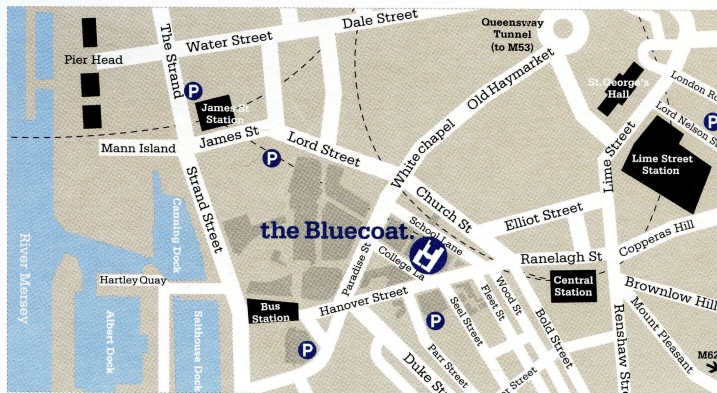 Dale Street
Queensway
Tunnel
(to M53)
Water Street
The Strand
Pier Head
Old Haymarket
St. George's
Hall
London Ro
Lord Nelson St
P
P
James St
Station
James St
Mann Island
Lord Street
P
Whitechapel
Lime Street
Lime Street
Station
Strand Street
Canning Dock
Church St
Elliot Street
School Lane
the Bluecoat.
College La
Ranelagh St
Copperas Hill
River Mersey
Hartley Quay
Paradise St
Central
Station
Brownlow Hill
Bus
Station
Hanover Street
Wood St
Fleet St
Seel Street
Bold Street
Renshaw Stre
Mount Pleasant
Albert Dock
Salthouse Dock
P
P
Parr Street
Duke St
er Street
M62